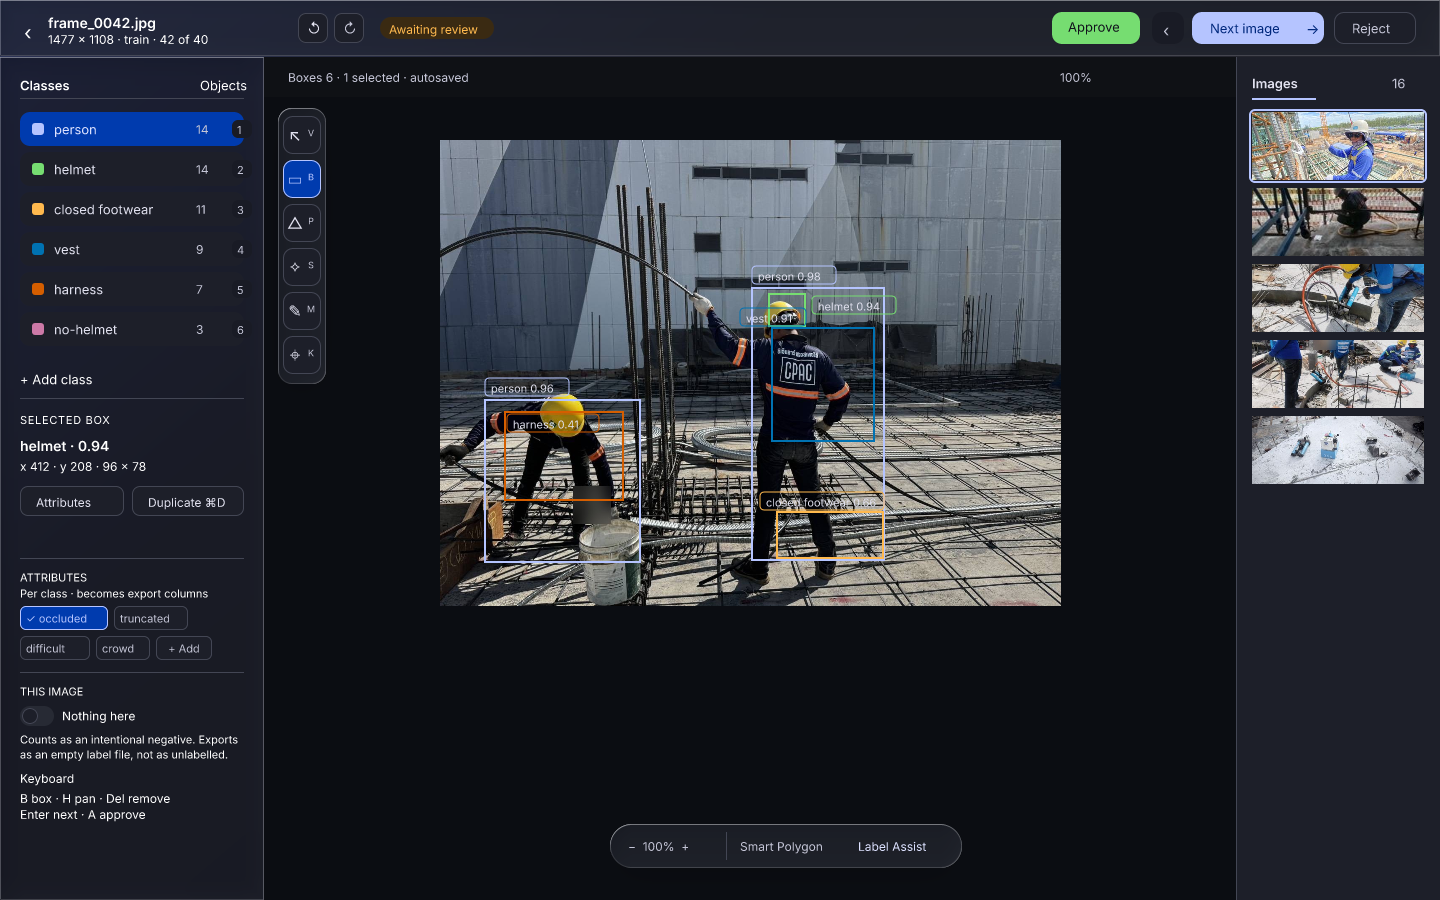 frame_0042.jpg
1477 × 1108 · train · 42 of 40
Awaiting review
Approve
Next image →
Reject
Classes
Objects
person 14 1
helmet 14 2
closed footwear 11 3
vest 9 4
harness 7 5
no-helmet 3 6
+ Add class
SELECTED BOX
helmet · 0.94
x 412 · y 208 · 96 × 78
Attributes
Duplicate ⌘D
ATTRIBUTES
Per class · becomes export columns
✓ occluded
truncated
difficult
crowd
+ Add
THIS IMAGE
Nothing here
Counts as an intentional negative. Exports
as an empty label file, not as unlabelled.
Keyboard
B box · H pan · Del remove
Enter next · A approve
Boxes 6 · 1 selected · autosaved
100%
V
B
P
S
M
K
person 0.98
helmet 0.94
vest 0.91
CPAC
person 0.96
harness 0.41
closed footwear
− 100% +
Smart Polygon
Label Assist
Images
16